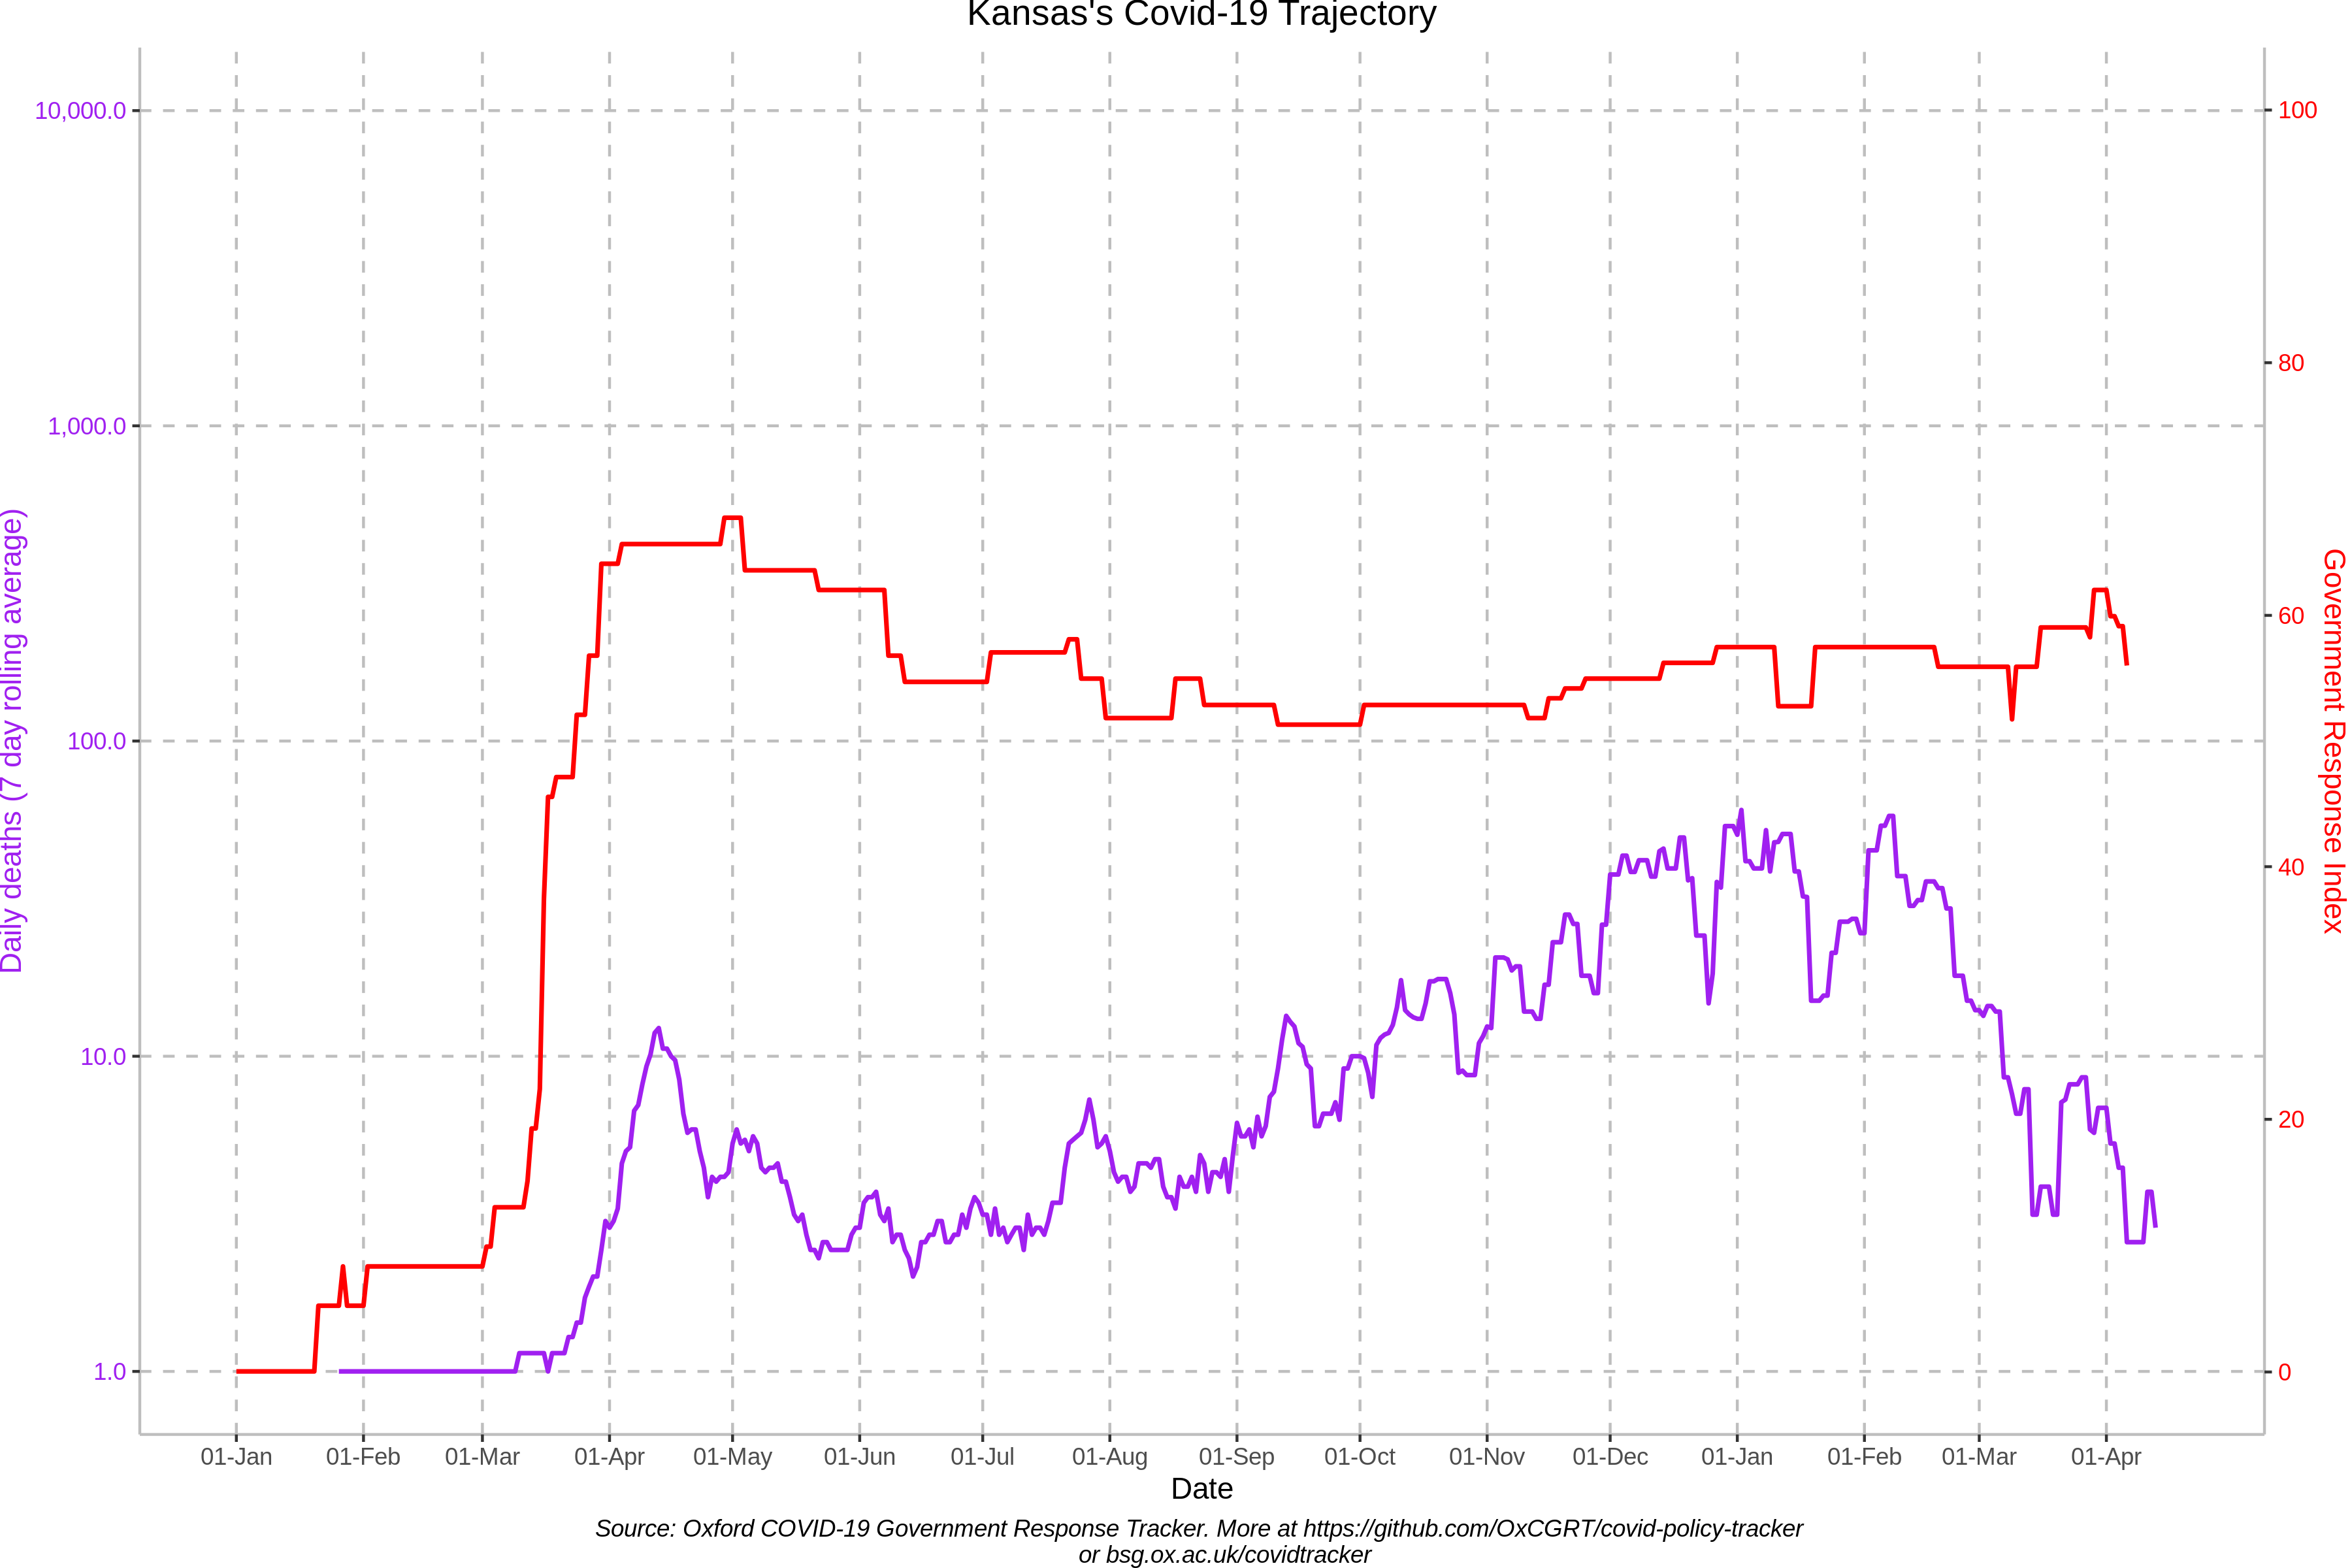 Kansas's Covid-19 Trajectory
10,000.0
1,000.0
100.0
10.0
1.0
Daily deaths (7 day rolling average)
100
80
60
40
20
0
Government Response Index
01-Jan 01-Feb 01-Mar 01-Apr 01-May 01-Jun 01-Jul 01-Aug 01-Sep 01-Oct 01-Nov 01-Dec 01-Jan 01-Feb 01-Mar 01-Apr
Date
Source: Oxford COVID-19 Government Response Tracker. More at https://github.com/OxCGRT/covid-policy-tracker
or bsg.ox.ac.uk/covidtracker